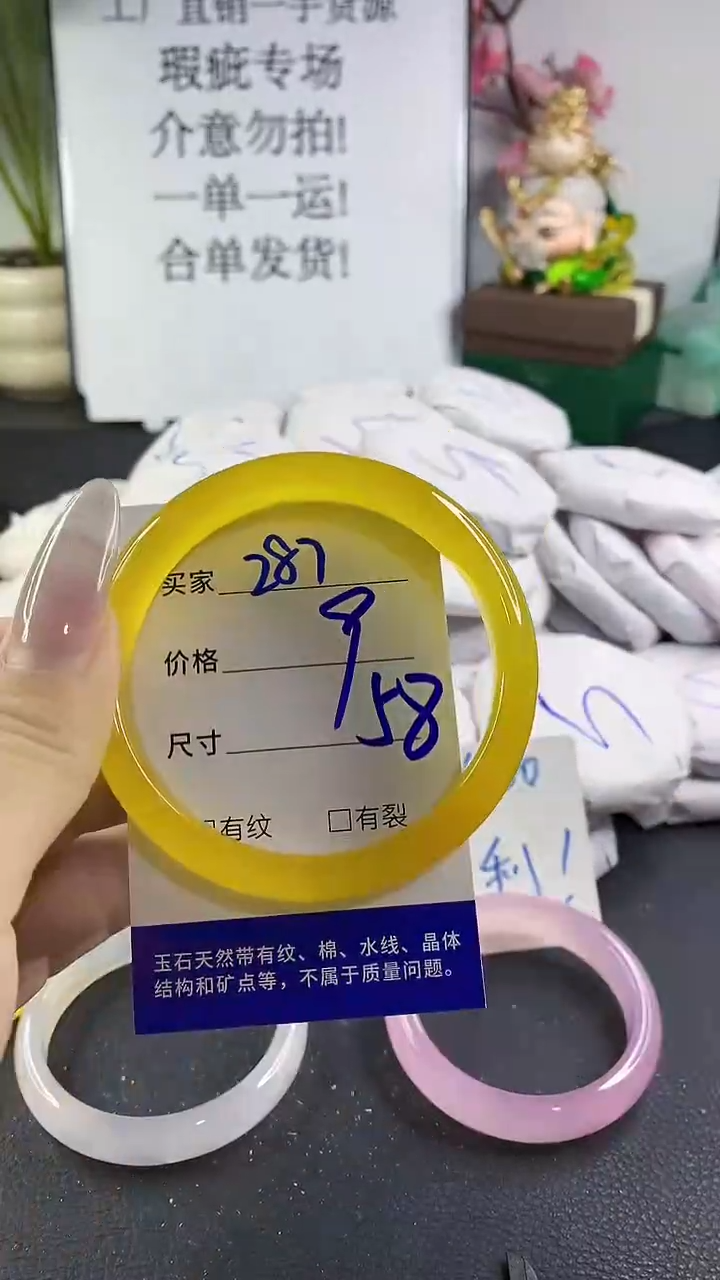 工厂直销一手货源
瑕疵专场
介意勿拍!
一单一运!
合单发货!
买家 287
价格 9
尺寸 58
□有纹 □有裂
利!
玉石天然带有纹、棉、水线、晶体
结构和矿点等，不属于质量问题。